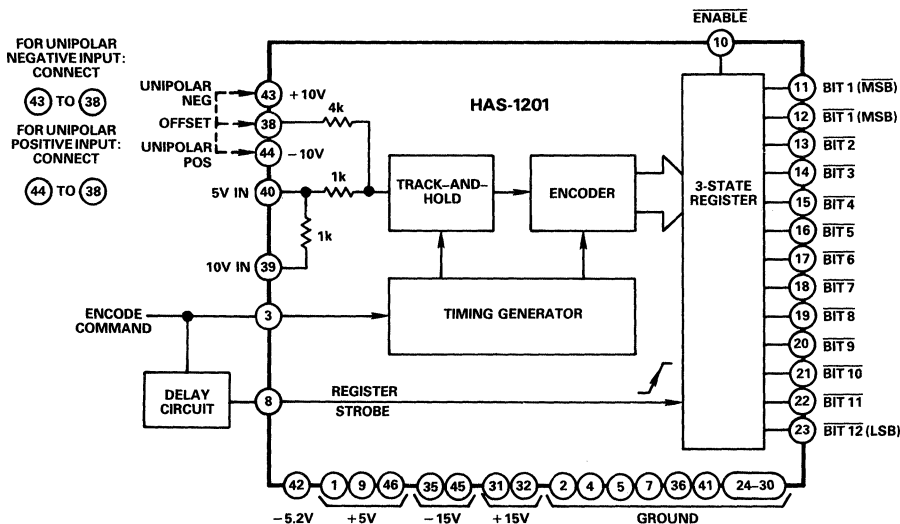 FOR UNIPOLAR
NEGATIVE INPUT:
CONNECT
43 TO 38
FOR UNIPOLAR
POSITIVE INPUT:
CONNECT
44 TO 38
ENABLE
10
HAS-1201
UNIPOLAR
NEG
43 +10V
OFFSET
38
4k
UNIPOLAR
POS
44 −10V
5V IN
40
1k
1k
10V IN
39
TRACK-AND-
HOLD
ENCODER
3-STATE
REGISTER
ENCODE
COMMAND
3
TIMING GENERATOR
DELAY
CIRCUIT
8
REGISTER
STROBE
11 BIT 1 (MSB)
12 BIT 1 (MSB)
13 BIT 2
14 BIT 3
15 BIT 4
16 BIT 5
17 BIT 6
18 BIT 7
19 BIT 8
20 BIT 9
21 BIT 10
22 BIT 11
23 BIT 12 (LSB)
42 1 9 46 35 45 31 32 2 4 5 7 36 41 24–30
−5.2V +5V −15V +15V GROUND